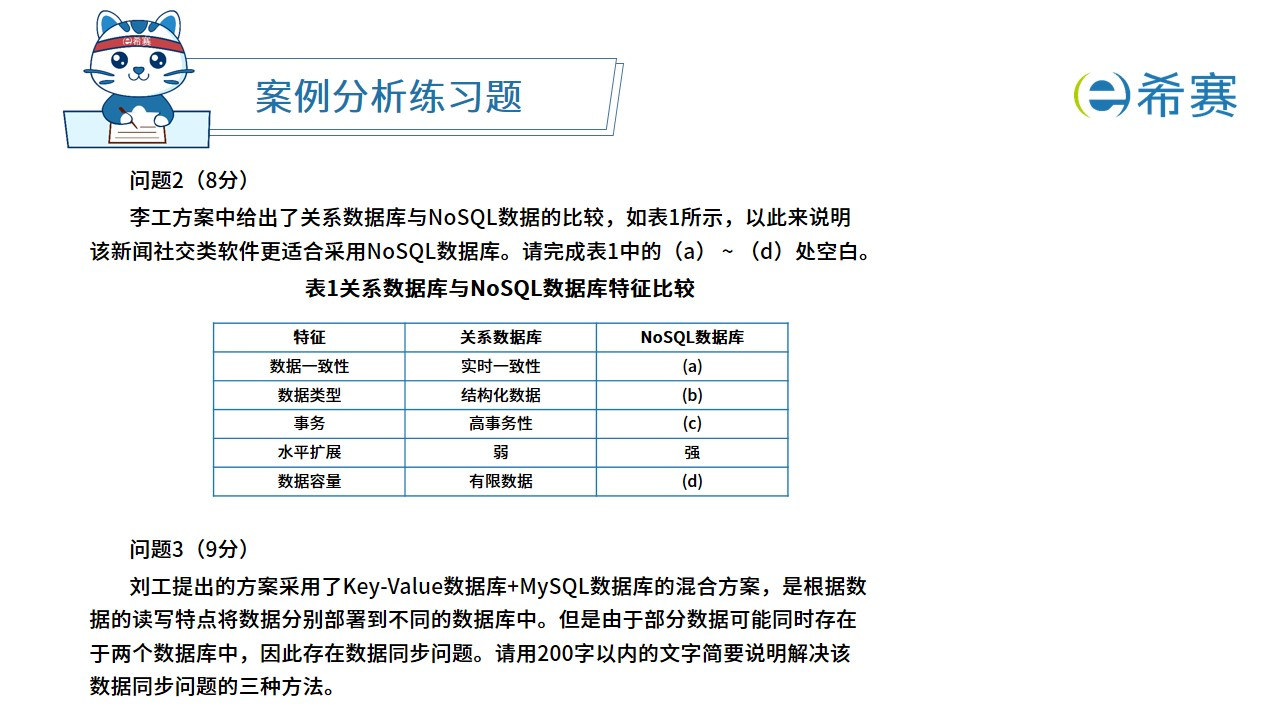 希赛
案例分析练习题
希赛
问题2（8分）
李工方案中给出了关系数据库与NoSQL数据的比较，如表1所示，以此来说明
该新闻社交类软件更适合采用NoSQL数据库。请完成表1中的（a）~（d）处空白。
表1关系数据库与NoSQL数据库特征比较
特征 关系数据库 NoSQL数据库
数据一致性 实时一致性 (a)
数据类型 结构化数据 (b)
事务 高事务性 (c)
水平扩展 弱 强
数据容量 有限数据 (d)
问题3（9分）
刘工提出的方案采用了Key-Value数据库+MySQL数据库的混合方案，是根据数
据的读写特点将数据分别部署到不同的数据库中。但是由于部分数据可能同时存在
于两个数据库中，因此存在数据同步问题。请用200字以内的文字简要说明解决该
数据同步问题的三种方法。